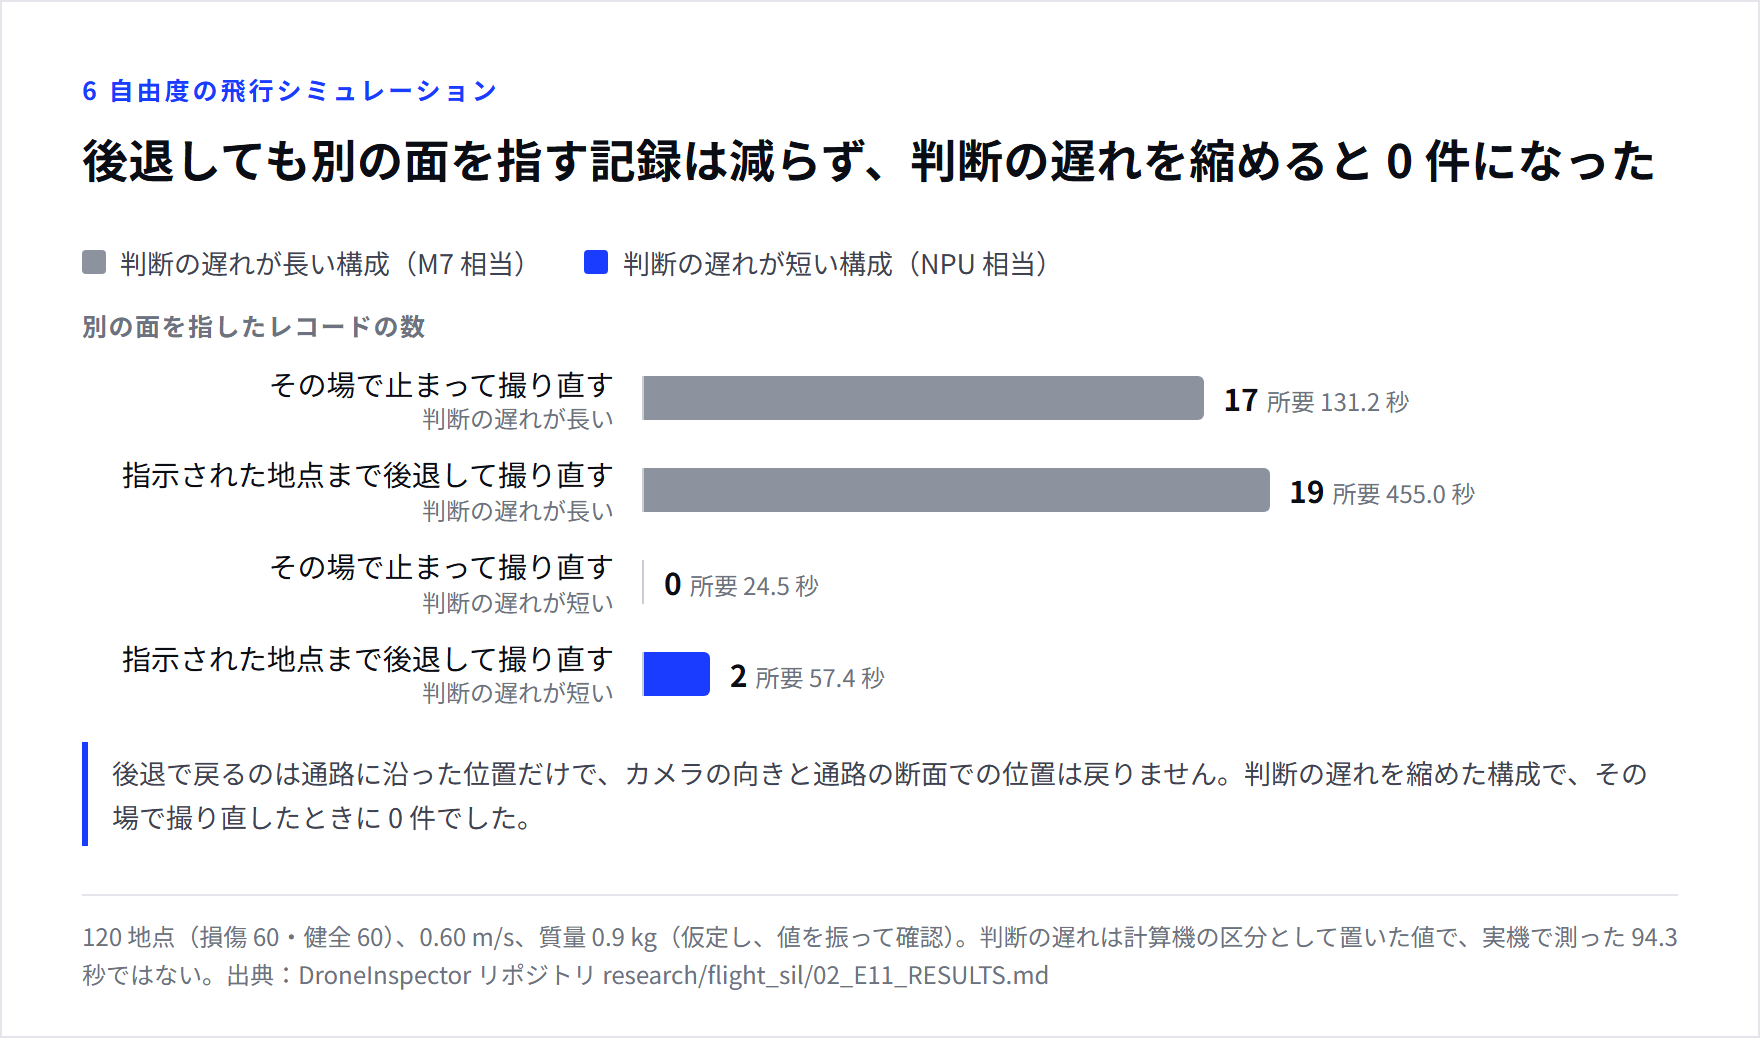 6 自由度の飛行シミュレーション
後退しても別の面を指す記録は減らず、判断の遅れを縮めると 0 件になった
判断の遅れが長い構成（M7 相当）
判断の遅れが短い構成（NPU 相当）
別の面を指したレコードの数
その場で止まって撮り直す
判断の遅れが長い
17 所要 131.2 秒
指示された地点まで後退して撮り直す
判断の遅れが長い
19 所要 455.0 秒
その場で止まって撮り直す
判断の遅れが短い
0 所要 24.5 秒
指示された地点まで後退して撮り直す
判断の遅れが短い
2 所要 57.4 秒
後退で戻るのは通路に沿った位置だけで、カメラの向きと通路の断面での位置は戻りません。判断の遅れを縮めた構成で、その
場で撮り直したときに 0 件でした。
120 地点（損傷 60・健全 60）、0.60 m/s、質量 0.9 kg（仮定し、値を振って確認）。判断の遅れは計算機の区分として置いた値で、実機で測った 94.3
秒ではない。出典：DroneInspector リポジトリ research/flight_sil/02_E11_RESULTS.md